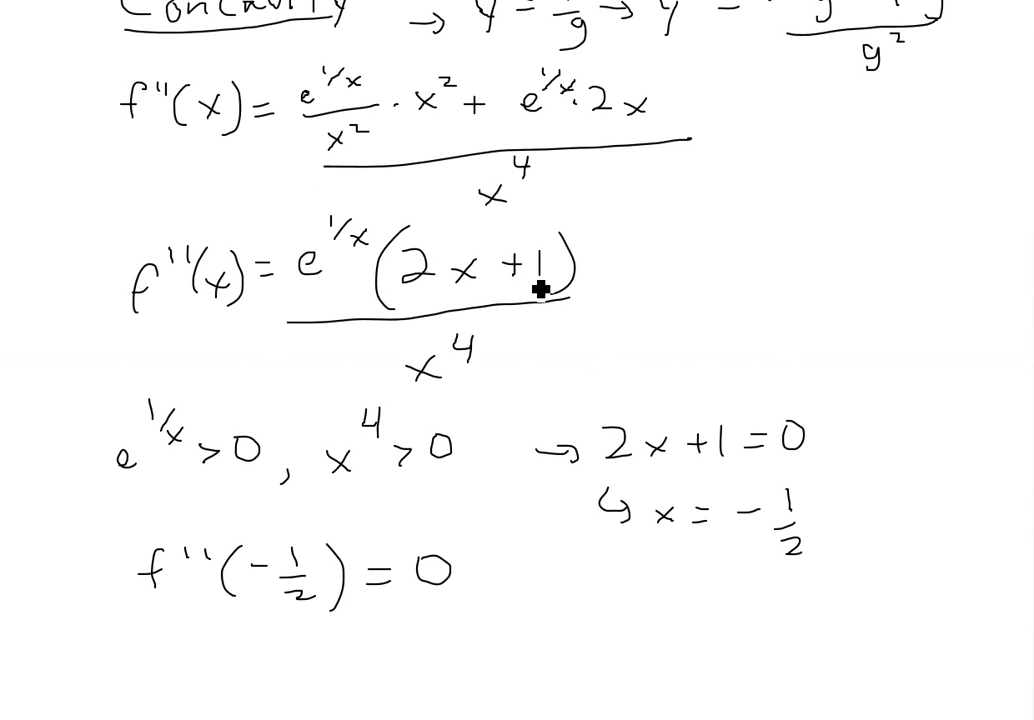 Concavity → y = 1/g → y =
g²
f''(x) = ((e^(1/x)/x²) · x² + e^(1/x) · 2x) / x⁴
f''(x) = e^(1/x) (2x + 1) / x⁴
e^(1/x) > 0, x⁴ > 0 → 2x + 1 = 0
↳ x = - 1/2
f''(-1/2) = 0